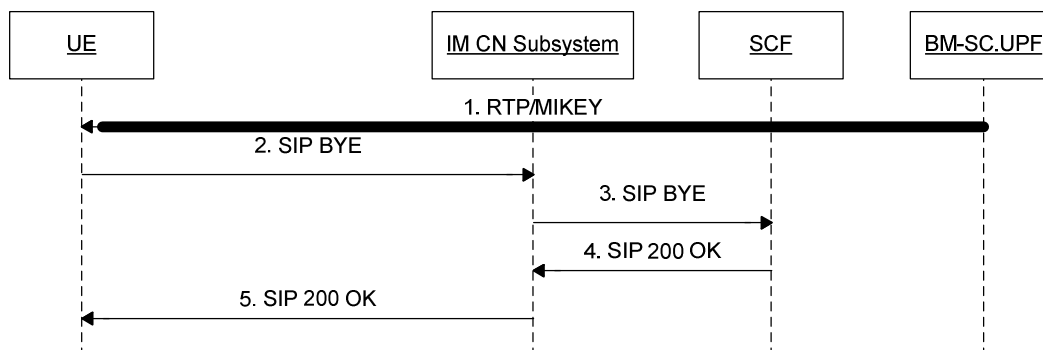 UE
IM CN Subsystem
SCF
BM-SC.UPF
1. RTP/MIKEY
2. SIP BYE
3. SIP BYE
4. SIP 200 OK
5. SIP 200 OK